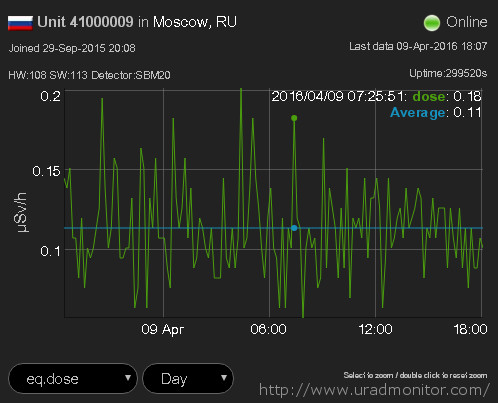 Unit 41000009 in Moscow, RU
Online
Joined 29-Sep-2015 20:08
Last data 09-Apr-2016 18:07
HW:108 SW:113 Detector:SBM20
Uptime:299520s
2016/04/09 07:25:51: dose: 0.18
Average: 0.11
0.2
0.15
0.1
μSv/h
09 Apr
06:00
12:00
18:00
eq.dose
Day
Select to zoom / double click to reset zoom
http://www.uradmonitor.com/